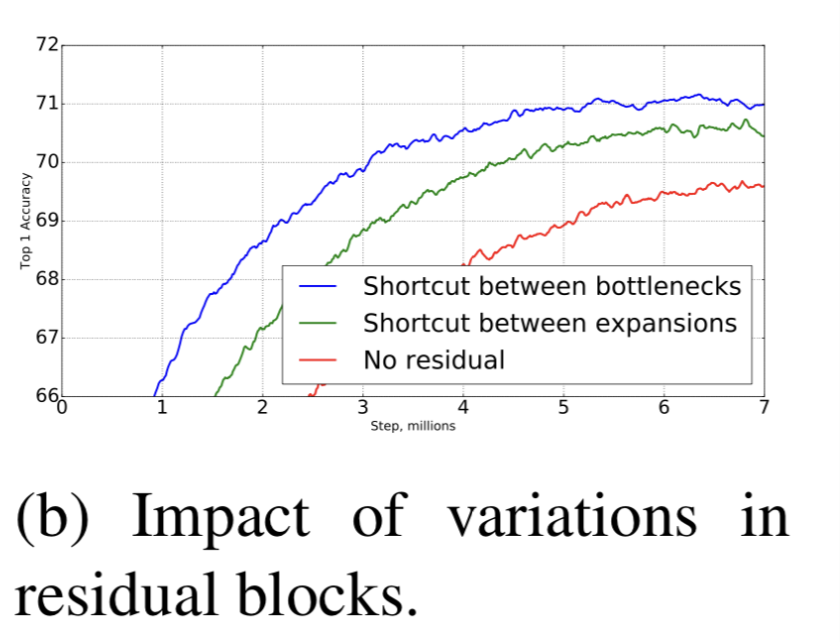 72
71
70
69
68
67
66
Top 1 Accuracy
Shortcut between bottlenecks
Shortcut between expansions
No residual
0 1 2 3 4 5 6 7
Step, millions
(b) Impact of variations in
residual blocks.